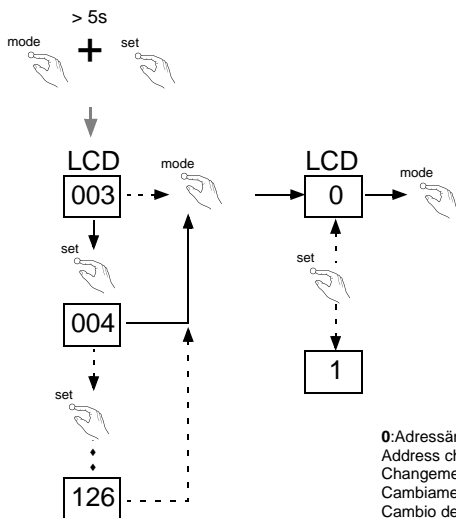 > 5s
mode + set
LCD
003
mode
set
004
set
126
LCD
0
mode
set
1
0:Adressän
Address ch
Changeme
Cambiame
Cambio de